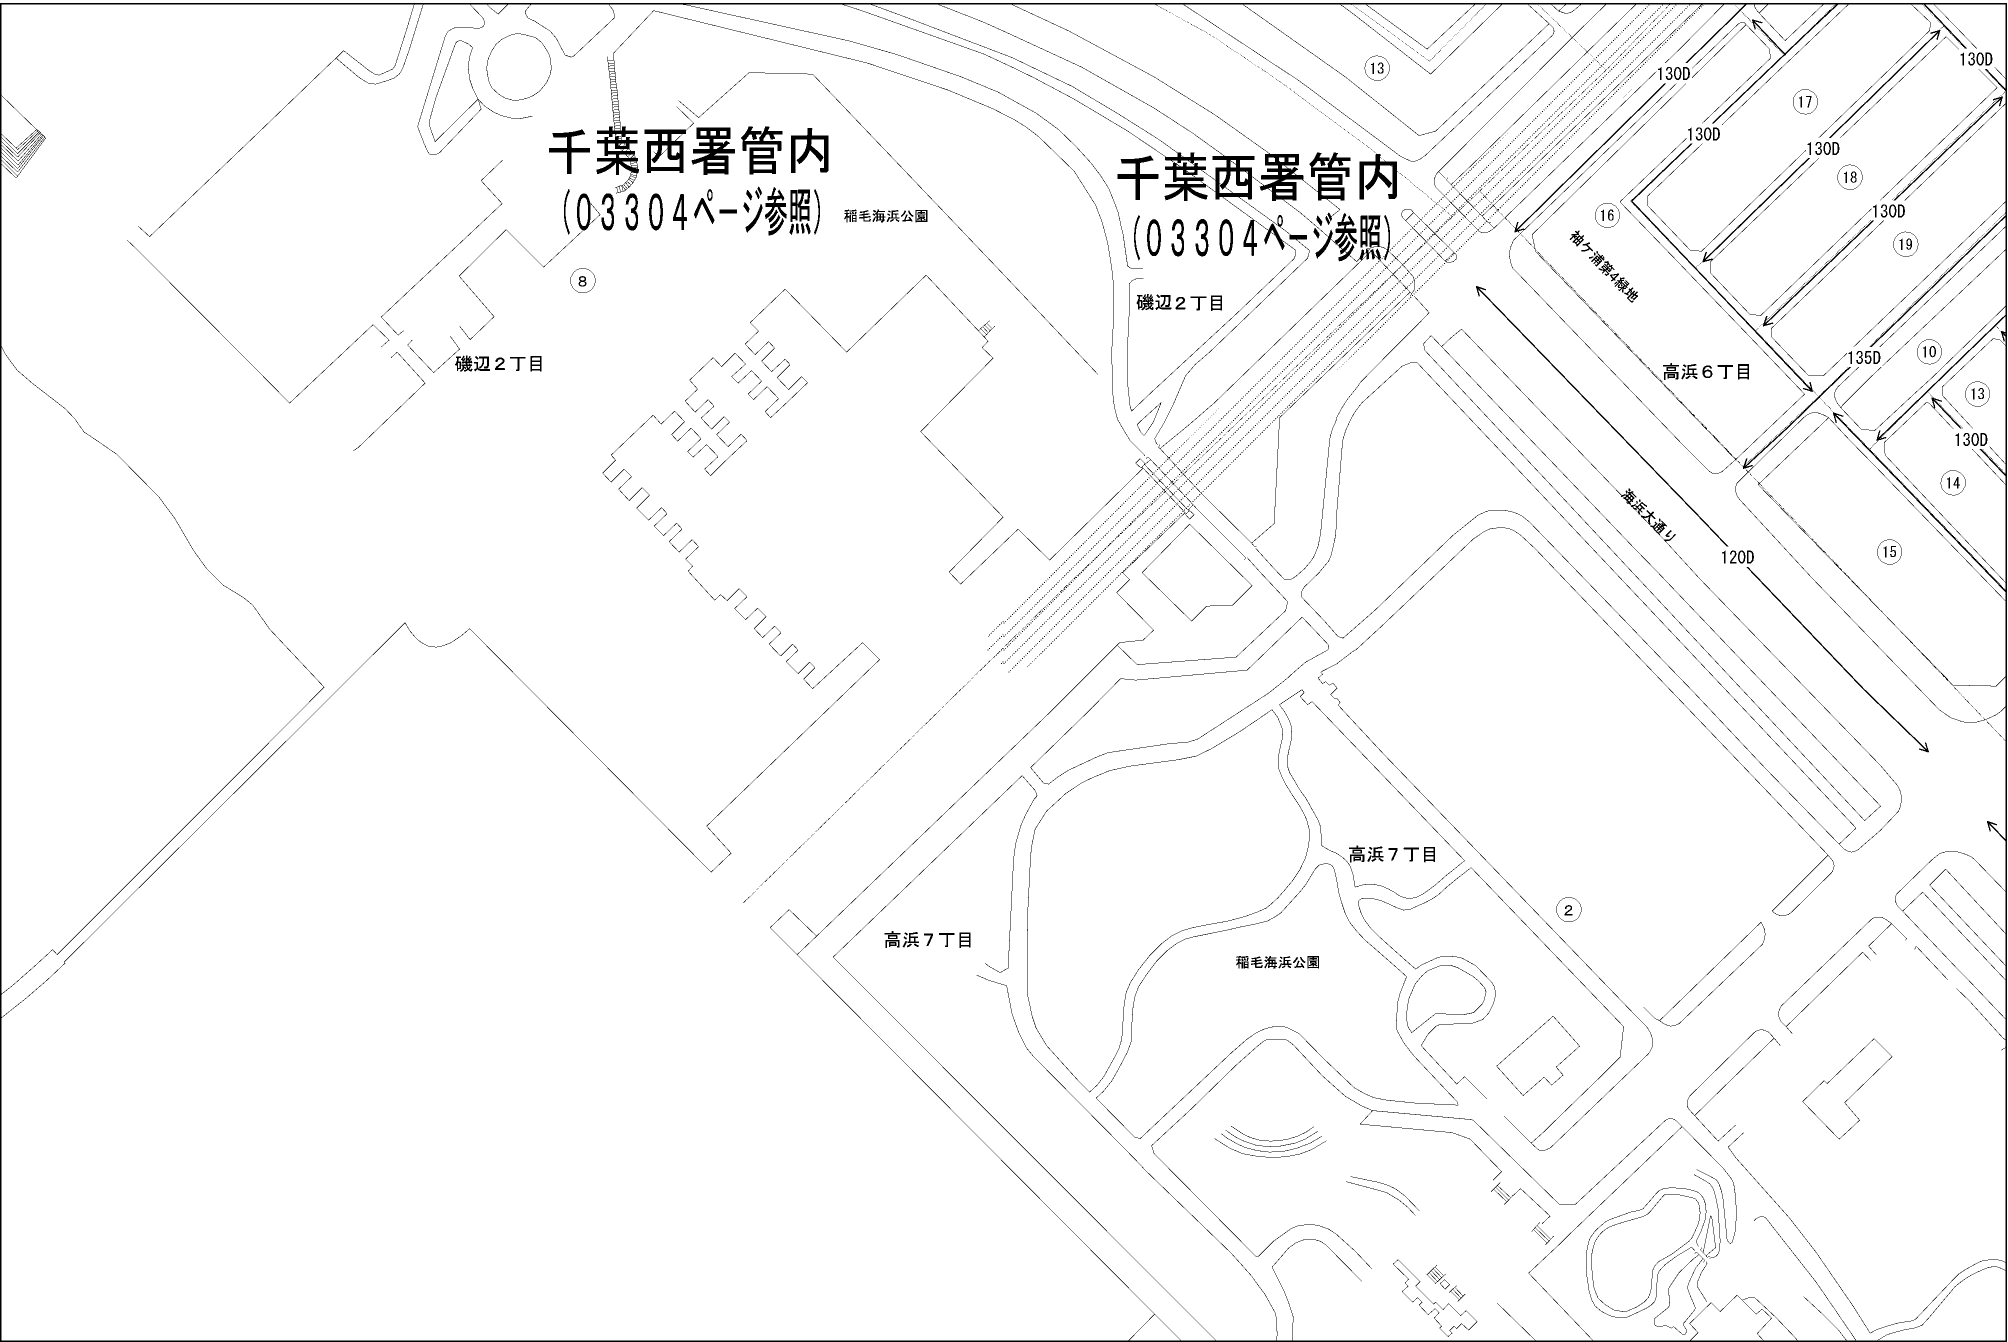 130D
⑬
130D
⑰
千葉西署管内
(03304ページ参照)
稲毛海浜公園
千葉西署管内
(03304ページ参照)
130D
130D
⑱
⑯
130D
⑲
袖ケ浦第4緑地
⑧
磯辺2丁目
磯辺2丁目
高浜6丁目
135D
⑩
⑬
130D
⑭
海浜大通り
120D
⑮
高浜7丁目
②
高浜7丁目
稲毛海浜公園